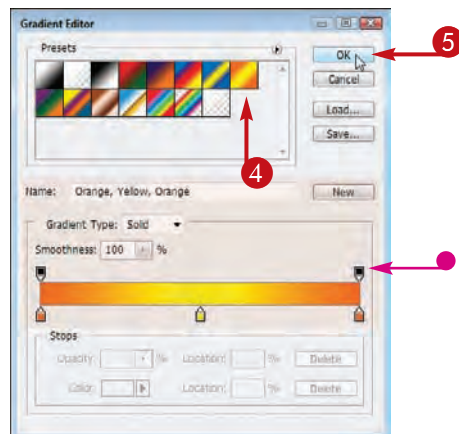 Gradient Editor
Presets
OK
5
Cancel
Load...
Save...
4
Name: Orange, Yellow, Orange
New
Gradient Type: Solid
Smoothness: 100 %
Stops
Opacity: % Location: % Delete
Color: Location: % Delete